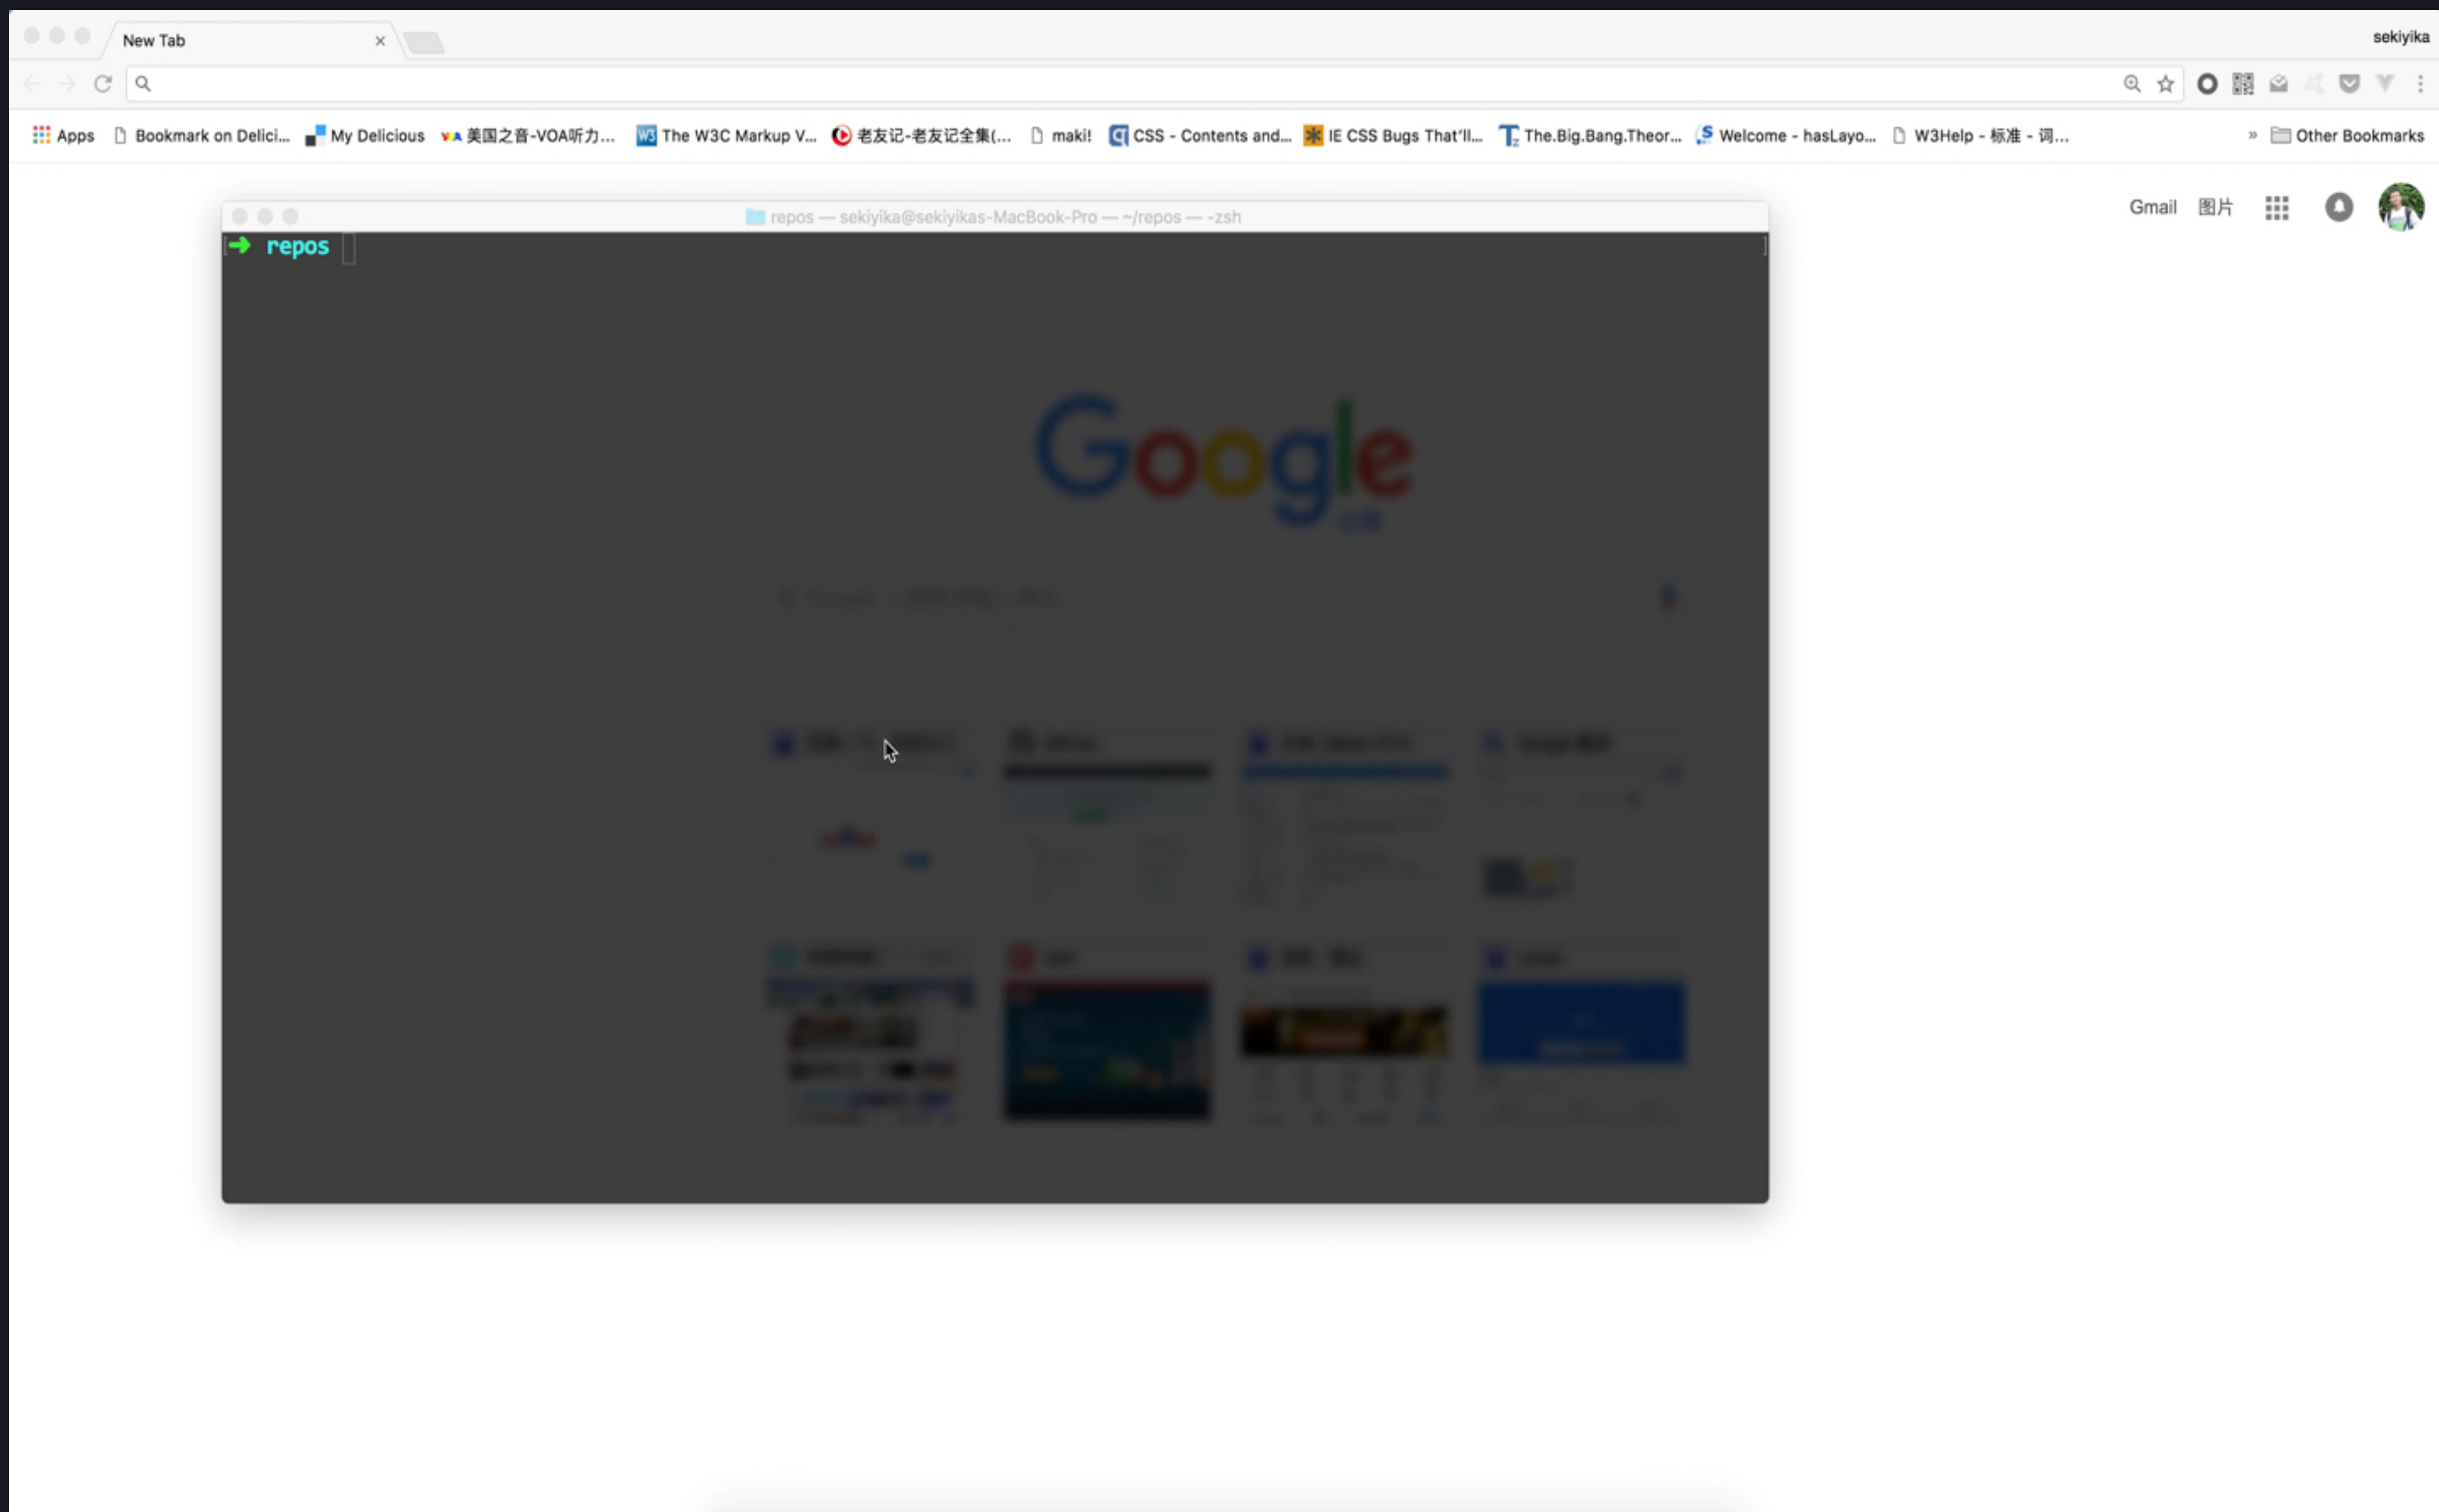 New Tab
sekiyika
Apps Bookmark on Delici... My Delicious VOA 美国之音-VOA听力... W3 The W3C Markup V... 老友记-老友记全集(... maki! CSS - Contents and... IE CSS Bugs That'll... The.Big.Bang.Theor... Welcome - hasLayo... W3Help - 标准 - 词... » Other Bookmarks
Gmail 图片
repos — sekiyika@sekiyikas-MacBook-Pro — ~/repos — -zsh
➜ repos
Google